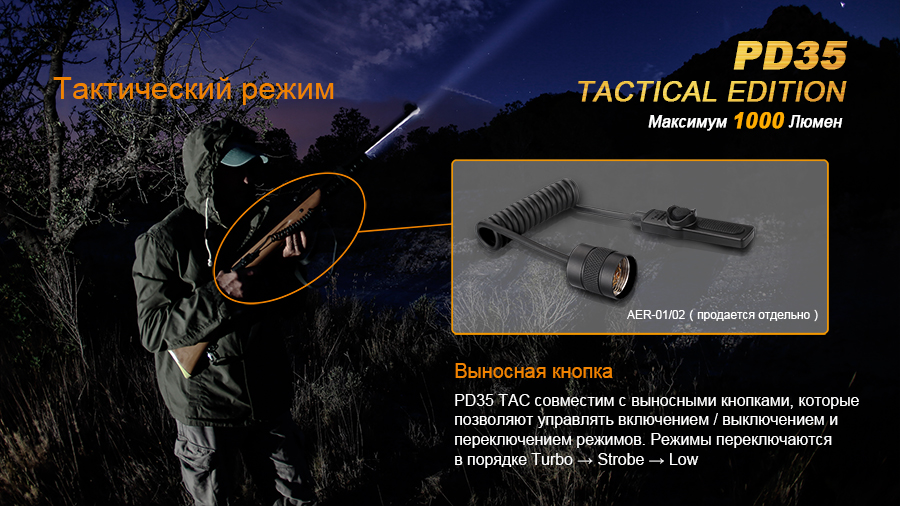 Тактический режим
PD35
TACTICAL EDITION
Максимум 1000 Люмен
AER-01/02 ( продается отдельно )
Выносная кнопка
PD35 TAC совместим с выносными кнопками, которые
позволяют управлять включением / выключением и
переключением режимов. Режимы переключаются
в порядке Turbo → Strobe → Low